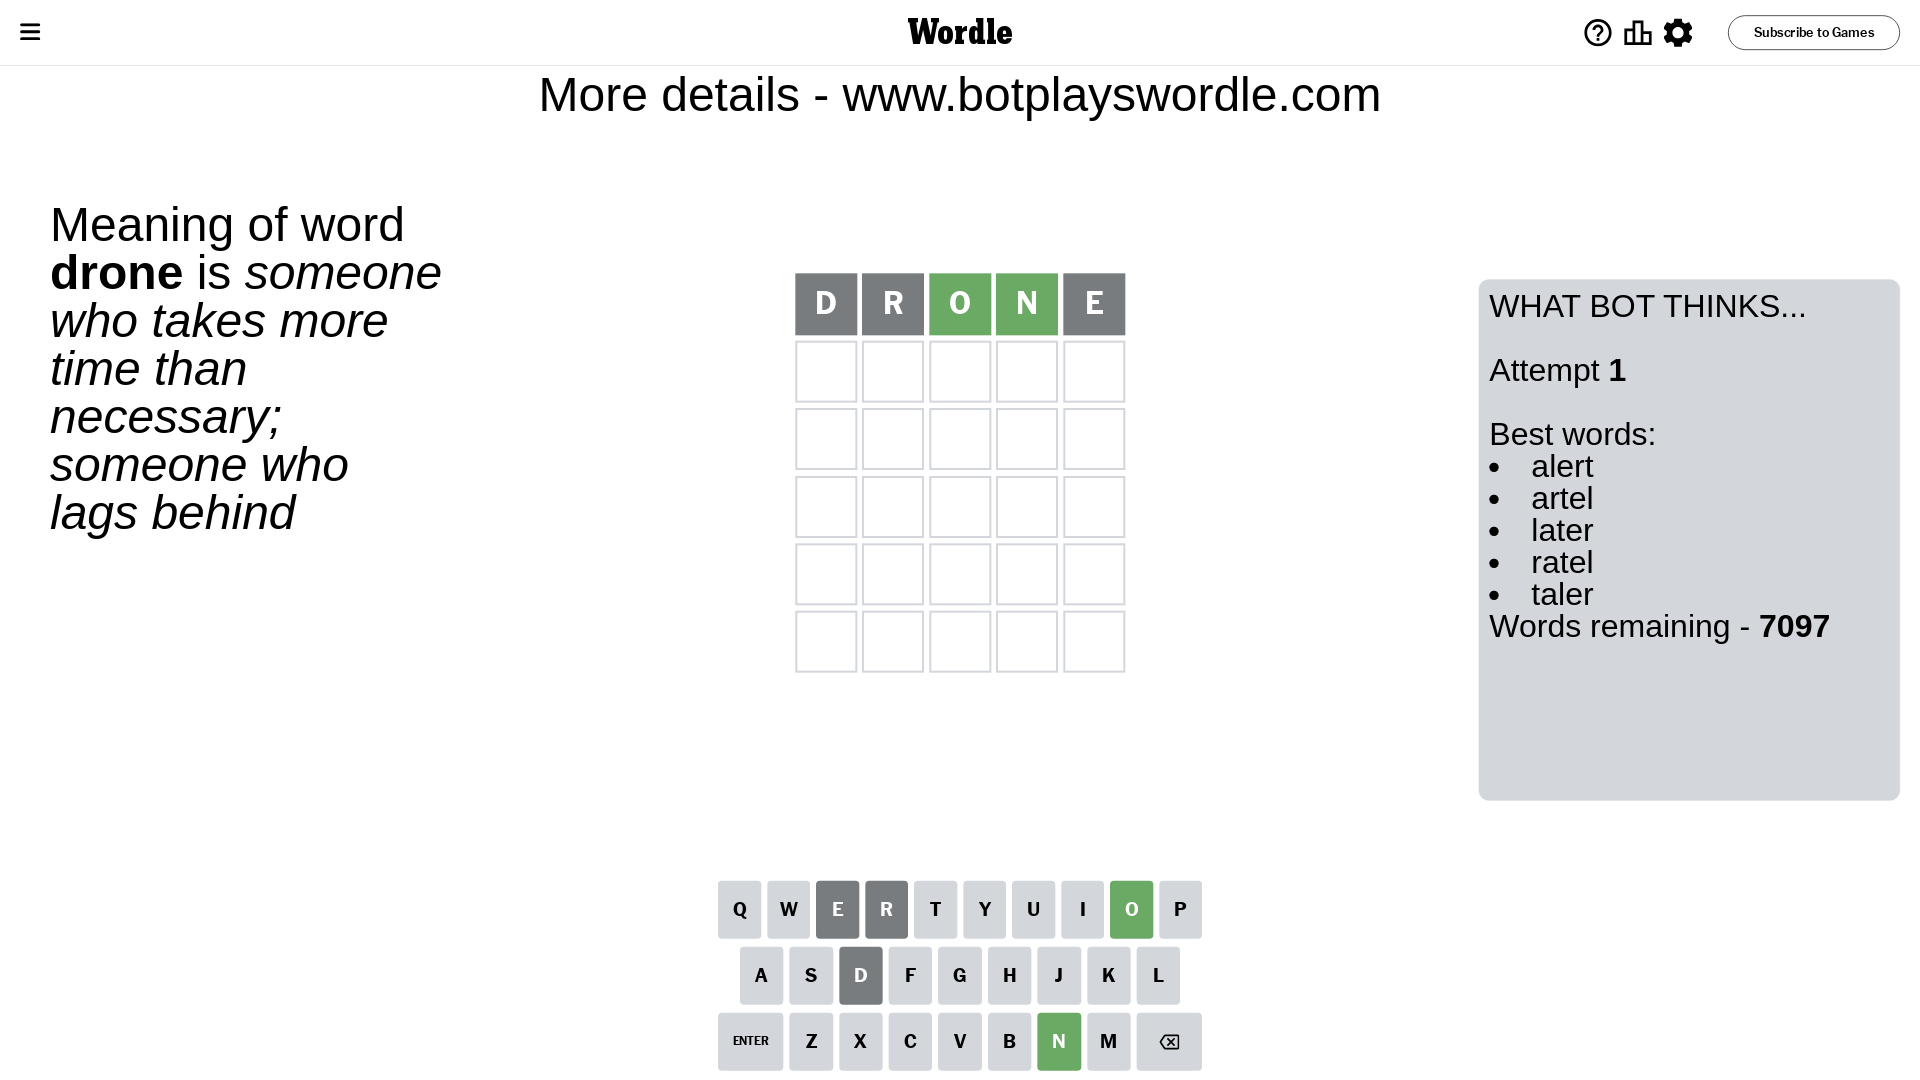 Wordle
Subscribe to Games
More details - www.botplayswordle.com
Meaning of word
drone is someone
who takes more
time than
necessary;
someone who
lags behind
D R O N E
WHAT BOT THINKS...
Attempt 1
Best words:
• alert
• artel
• later
• ratel
• taler
Words remaining - 7097
Q W E R T Y U I O P
A S D F G H J K L
ENTER Z X C V B N M